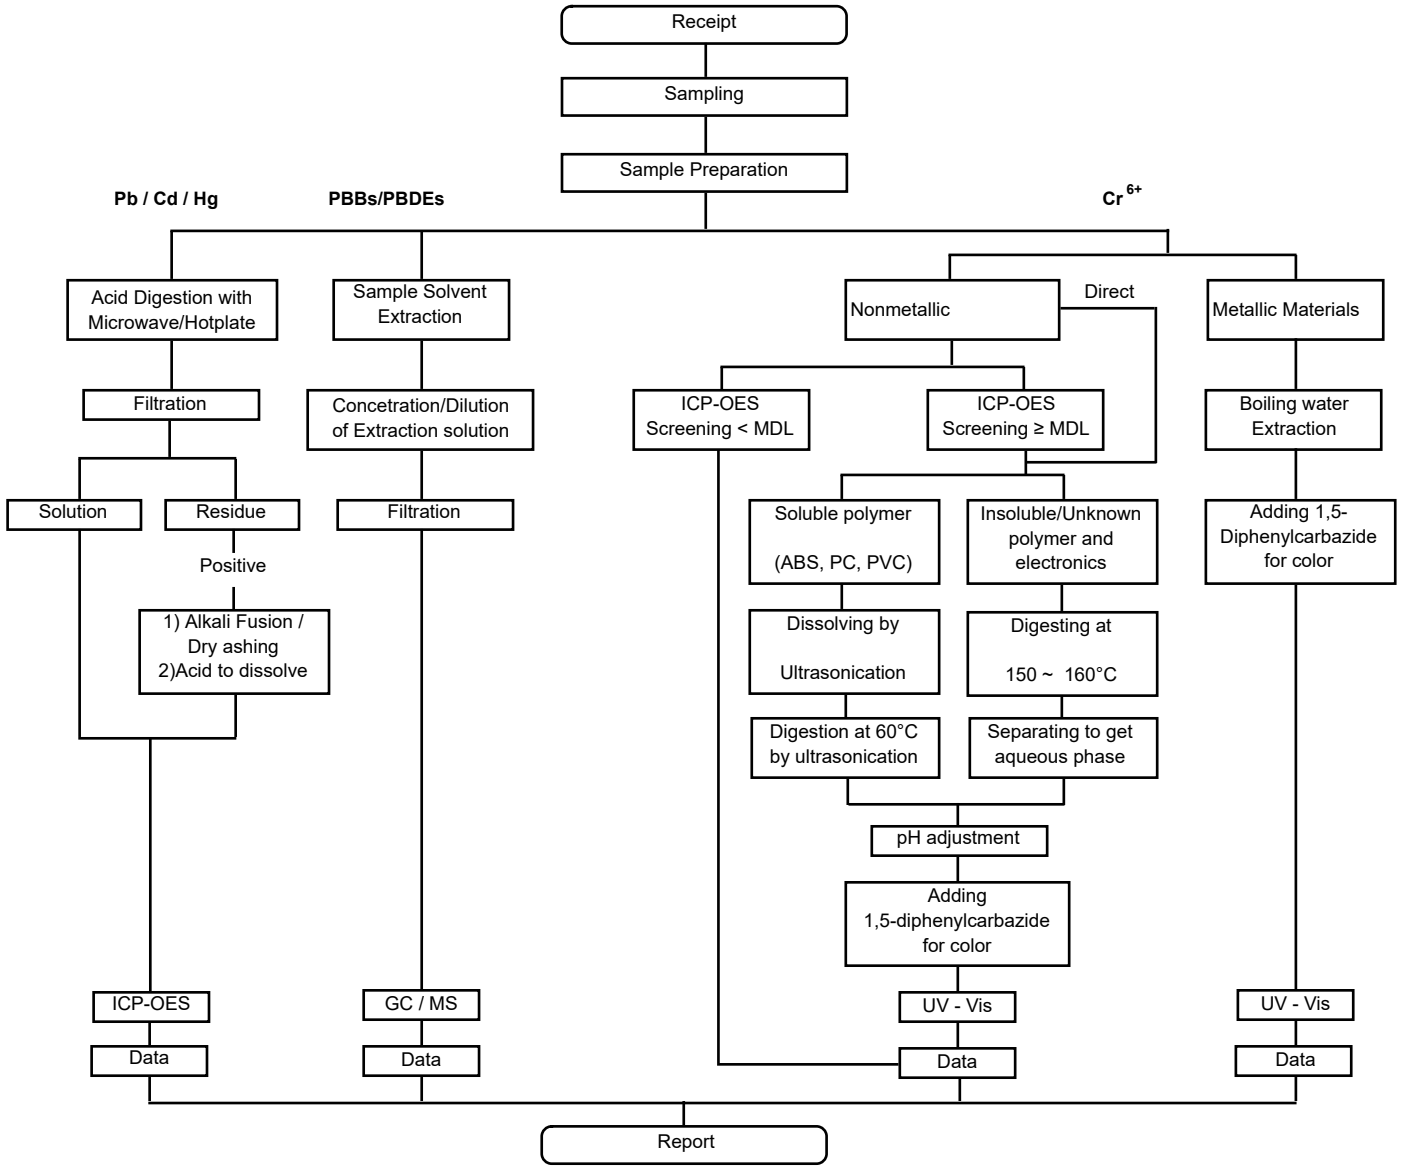 Receipt
Sampling
Sample Preparation
Pb / Cd / Hg
PBBs/PBDEs
Cr 6+
Acid Digestion with
Microwave/Hotplate
Sample Solvent
Extraction
Nonmetallic
Direct
Metallic Materials
Filtration
Concetration/Dilution
of Extraction solution
ICP-OES
Screening < MDL
ICP-OES
Screening ≥ MDL
Boiling water
Extraction
Solution
Residue
Filtration
Soluble polymer
(ABS, PC, PVC)
Insoluble/Unknown
polymer and
electronics
Adding 1,5-
Diphenylcarbazide
for color
Positive
1) Alkali Fusion /
Dry ashing
2)Acid to dissolve
Dissolving by
Ultrasonication
Digesting at
150 ~ 160°C
Digestion at 60°C
by ultrasonication
Separating to get
aqueous phase
pH adjustment
Adding
1,5-diphenylcarbazide
for color
ICP-OES
GC / MS
UV - Vis
UV - Vis
Data
Data
Data
Data
Report